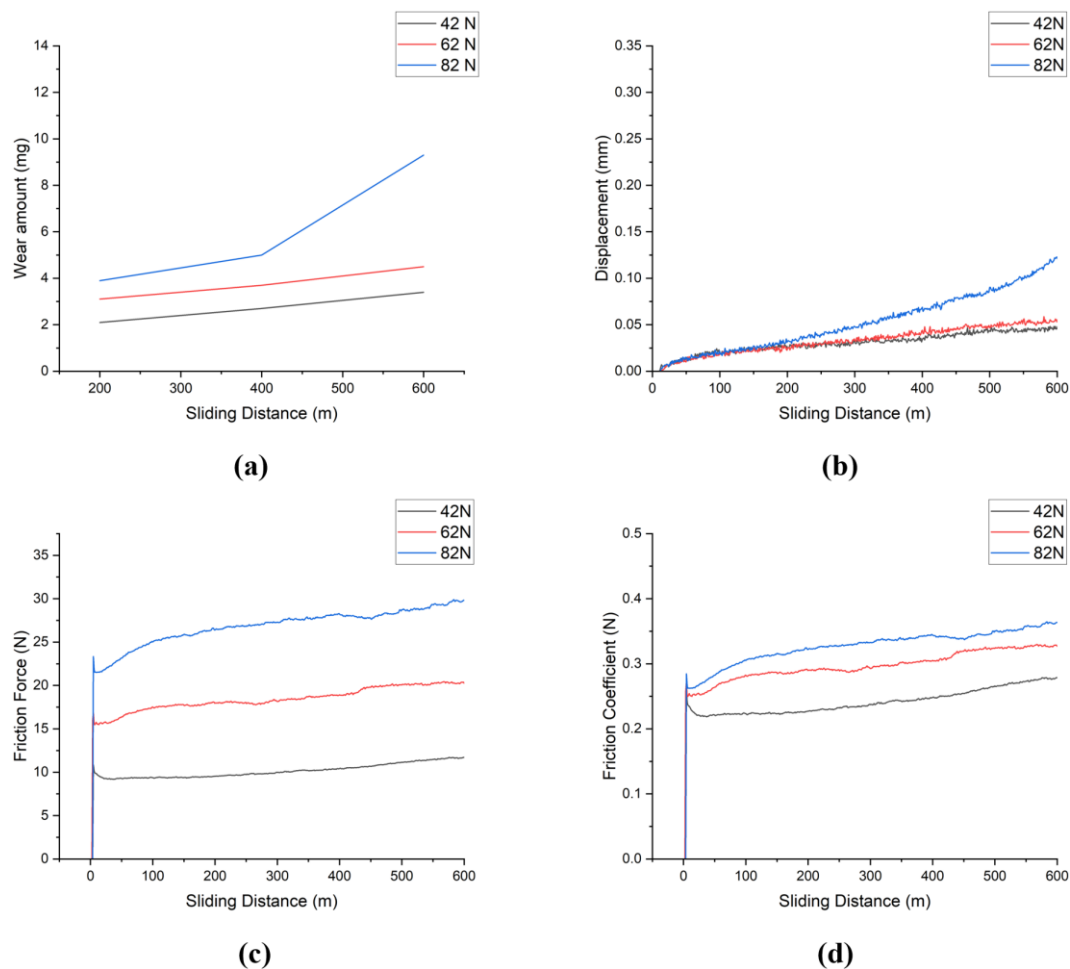 42 N
62 N
82 N
14
12
10
8
6
4
2
0
Wear amount (mg)
200 300 400 500 600
Sliding Distance (m)
(a)
42N
62N
82N
0.35
0.30
0.25
0.20
0.15
0.10
0.05
0.00
Displacement (mm)
0 100 200 300 400 500 600
Sliding Distance (m)
(b)
42N
62N
82N
35
30
25
20
15
10
5
0
Friction Force (N)
0 100 200 300 400 500 600
Sliding Distance (m)
(c)
42N
62N
82N
0.5
0.4
0.3
0.2
0.1
0.0
Friction Coefficient (N)
0 100 200 300 400 500 600
Sliding Distance (m)
(d)